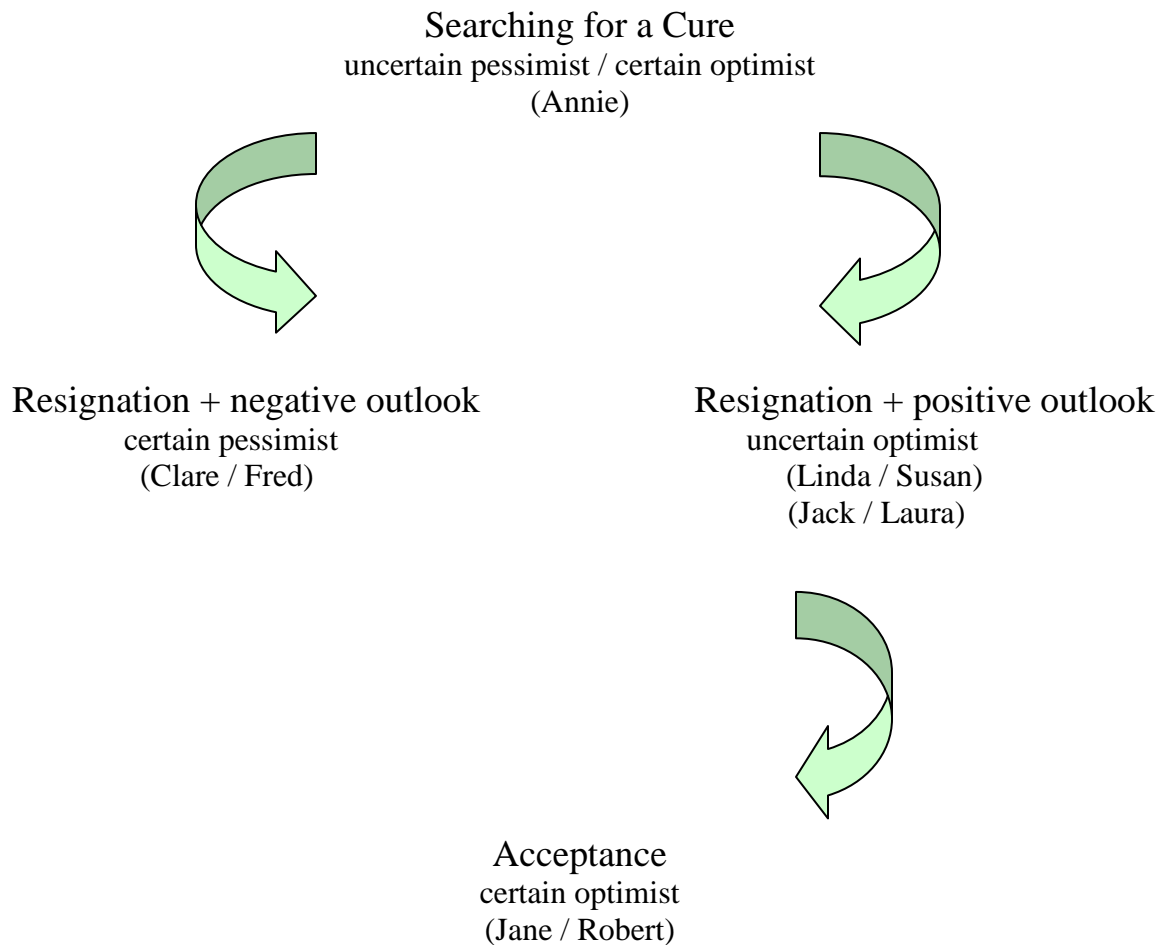 Searching for a Cure
uncertain pessimist / certain optimist
(Annie)
Resignation + negative outlook
certain pessimist
(Clare / Fred)
Resignation + positive outlook
uncertain optimist
(Linda / Susan)
(Jack / Laura)
Acceptance
certain optimist
(Jane / Robert)